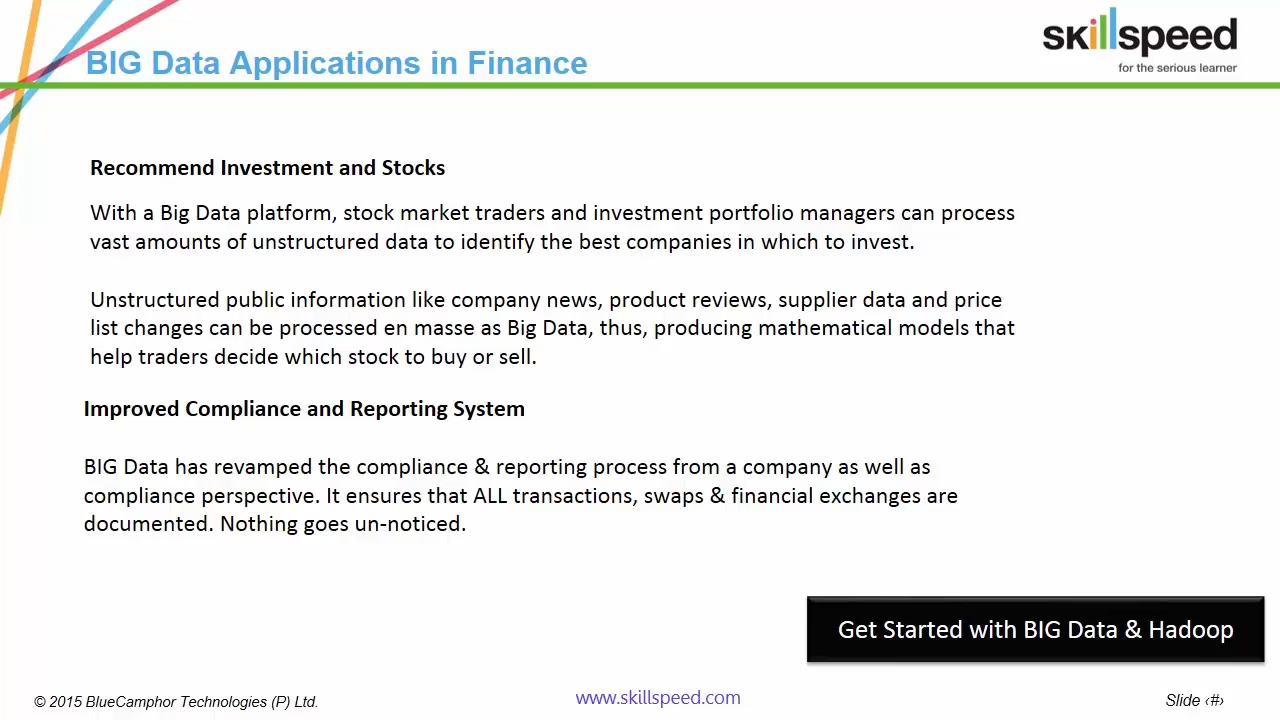 BIG Data Applications in Finance
skillspeed
for the serious learner
Recommend Investment and Stocks
With a Big Data platform, stock market traders and investment portfolio managers can process
vast amounts of unstructured data to identify the best companies in which to invest.
Unstructured public information like company news, product reviews, supplier data and price
list changes can be processed en masse as Big Data, thus, producing mathematical models that
help traders decide which stock to buy or sell.
Improved Compliance and Reporting System
BIG Data has revamped the compliance & reporting process from a company as well as
compliance perspective. It ensures that ALL transactions, swaps & financial exchanges are
documented. Nothing goes un-noticed.
Get Started with BIG Data & Hadoop
© 2015 BlueCamphor Technologies (P) Ltd.
www.skillspeed.com
Slide ‹#›